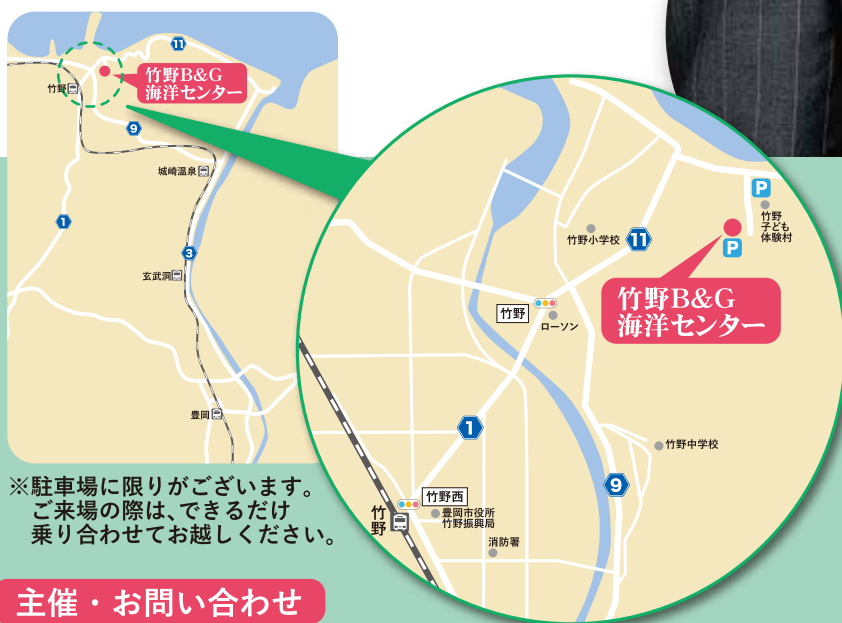 11
竹野B&G
海洋センター
竹野
9
城崎温泉
1
3
玄武洞
豊岡
P
竹野
子ども
体験村
竹野小学校
11
P
竹野B&G
海洋センター
竹野
ローソン
1
竹野中学校
9
竹野西
竹野
豊岡市役所
竹野振興局
消防署
※駐車場に限りがございます。
ご来場の際は、できるだけ
乗り合わせてお越しください。
主催・お問い合わせ